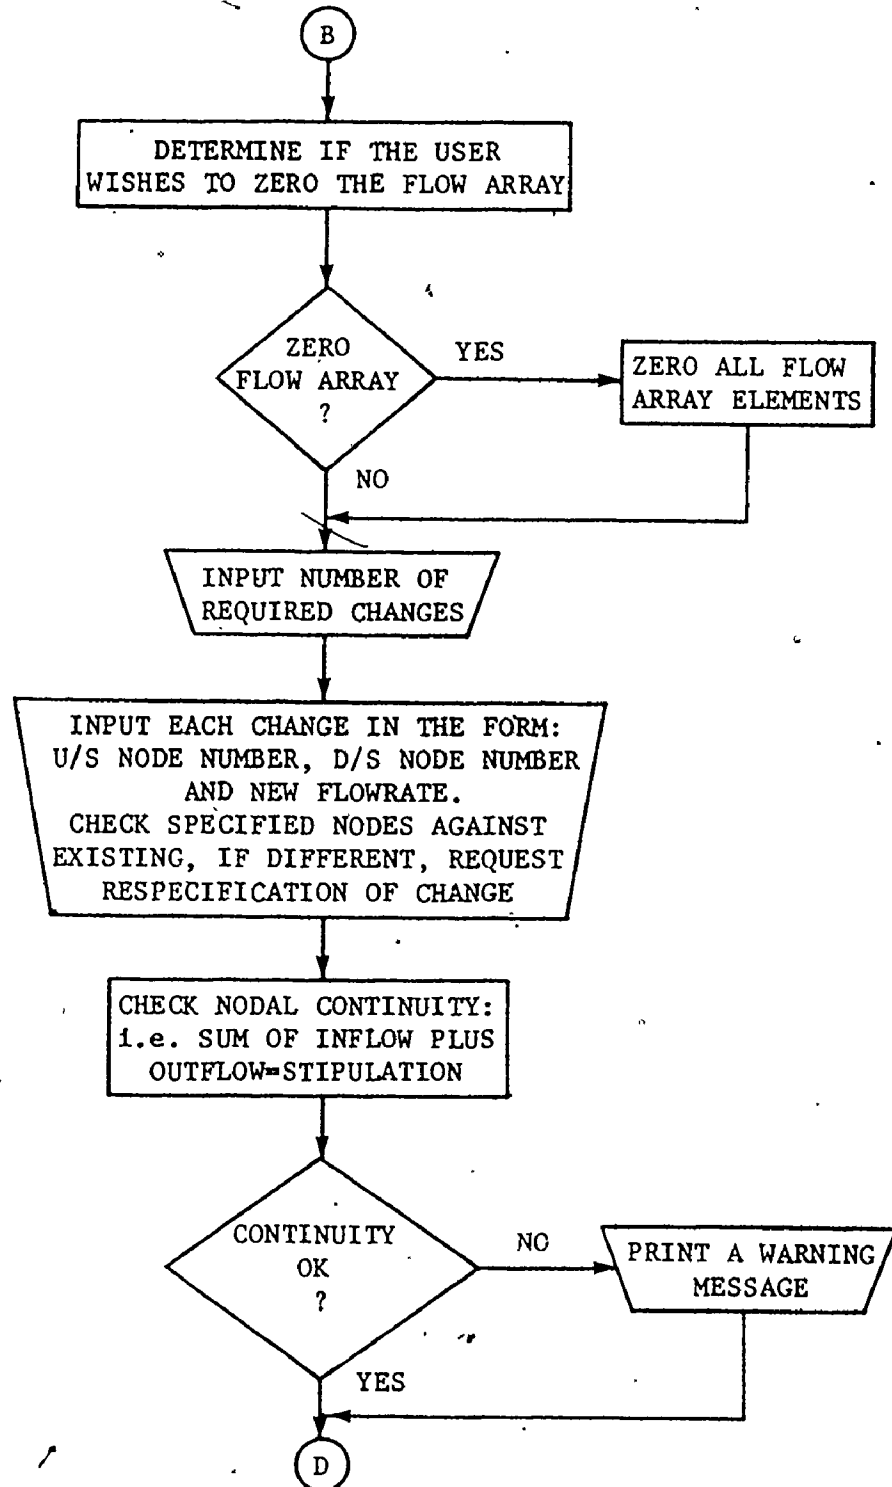 B
DETERMINE IF THE USER
WISHES TO ZERO THE FLOW ARRAY
ZERO
FLOW ARRAY
?
YES
ZERO ALL FLOW
ARRAY ELEMENTS
NO
INPUT NUMBER OF
REQUIRED CHANGES
INPUT EACH CHANGE IN THE FORM:
U/S NODE NUMBER, D/S NODE NUMBER
AND NEW FLOWRATE.
CHECK SPECIFIED NODES AGAINST
EXISTING, IF DIFFERENT, REQUEST
RESPECIFICATION OF CHANGE
CHECK NODAL CONTINUITY:
i.e. SUM OF INFLOW PLUS
OUTFLOW=STIPULATION
CONTINUITY
OK
?
NO
PRINT A WARNING
MESSAGE
YES
D